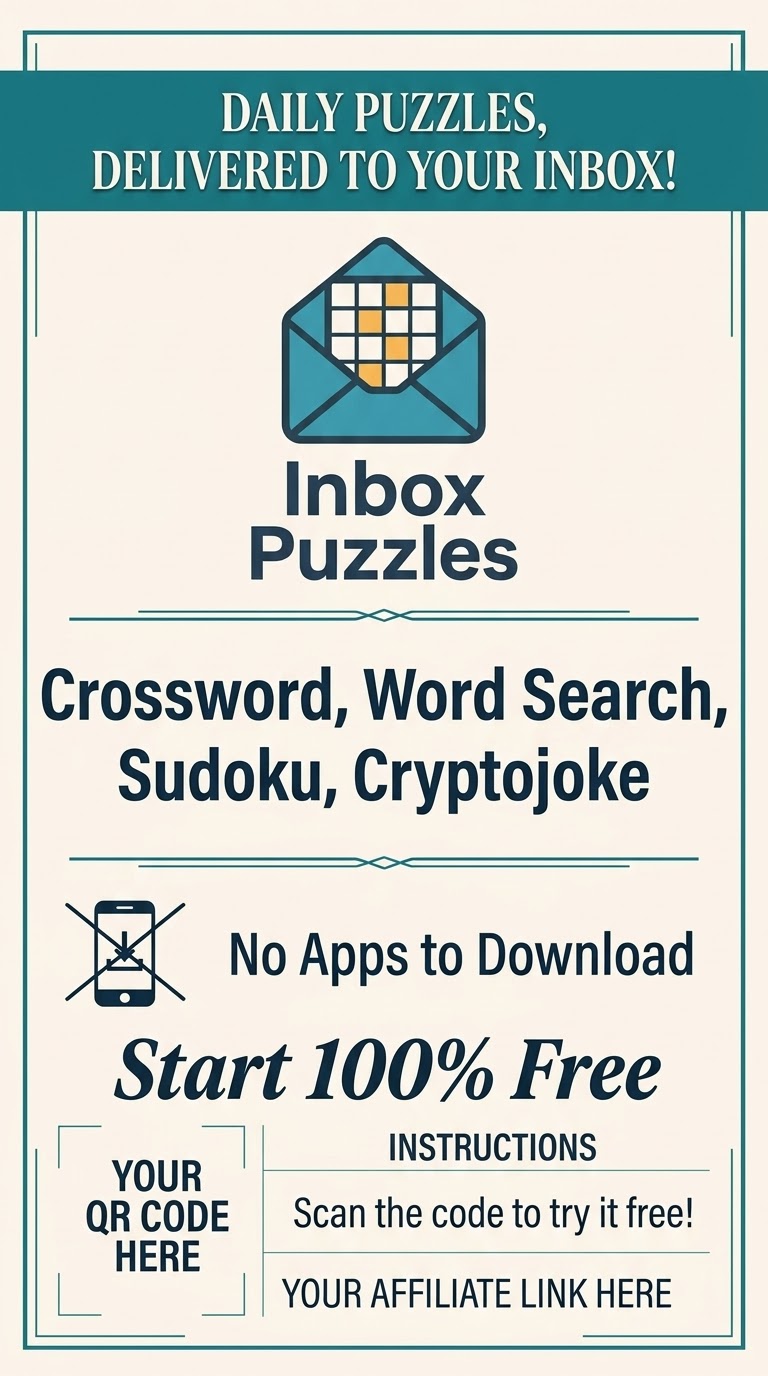 DAILY PUZZLES,
DELIVERED TO YOUR INBOX!
Inbox
Puzzles
Crossword, Word Search,
Sudoku, Cryptojoke
No Apps to Download
Start 100% Free
YOUR
QR CODE
HERE
INSTRUCTIONS
Scan the code to try it free!
YOUR AFFILIATE LINK HERE